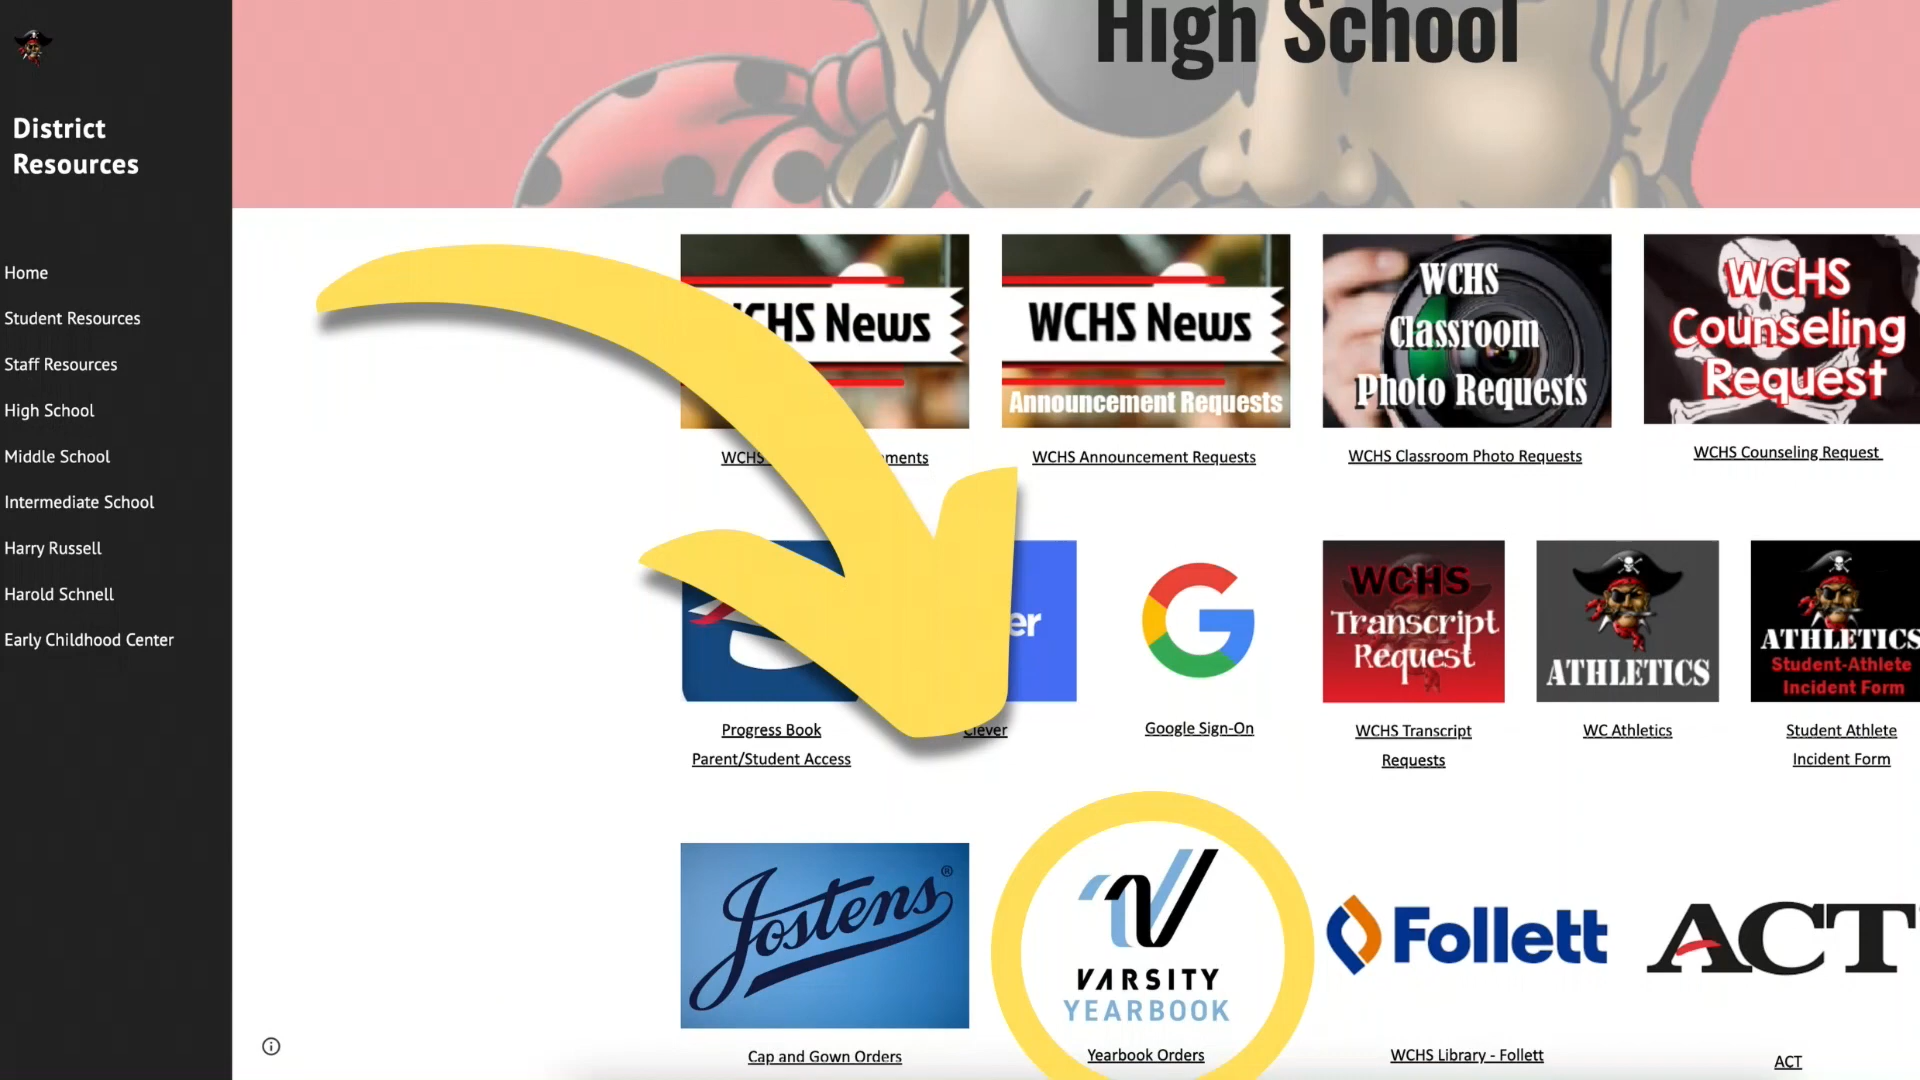 High School
District
Resources
Home
Student Resources
Staff Resources
High School
Middle School
Intermediate School
Harry Russell
Harold Schnell
Early Childhood Center
CHS News
WCHS News
Announcement Requests
WCHS
Classroom
Photo Requests
WCHS
Counseling
Request
WCHS
WCHS Announcement Requests
WCHS Classroom Photo Requests
WCHS Counseling Request
er
WCHS
Transcript
Request
ATHLETICS
ATHLETICS
Student-Athlete
Incident Form
Progress Book
Parent/Student Access
Clever
Google Sign-On
WCHS Transcript
Requests
WC Athletics
Student Athlete
Incident Form
Jostens®
VARSITY
YEARBOOK
Follett
ACT
Cap and Gown Orders
Yearbook Orders
WCHS Library - Follett
ACT